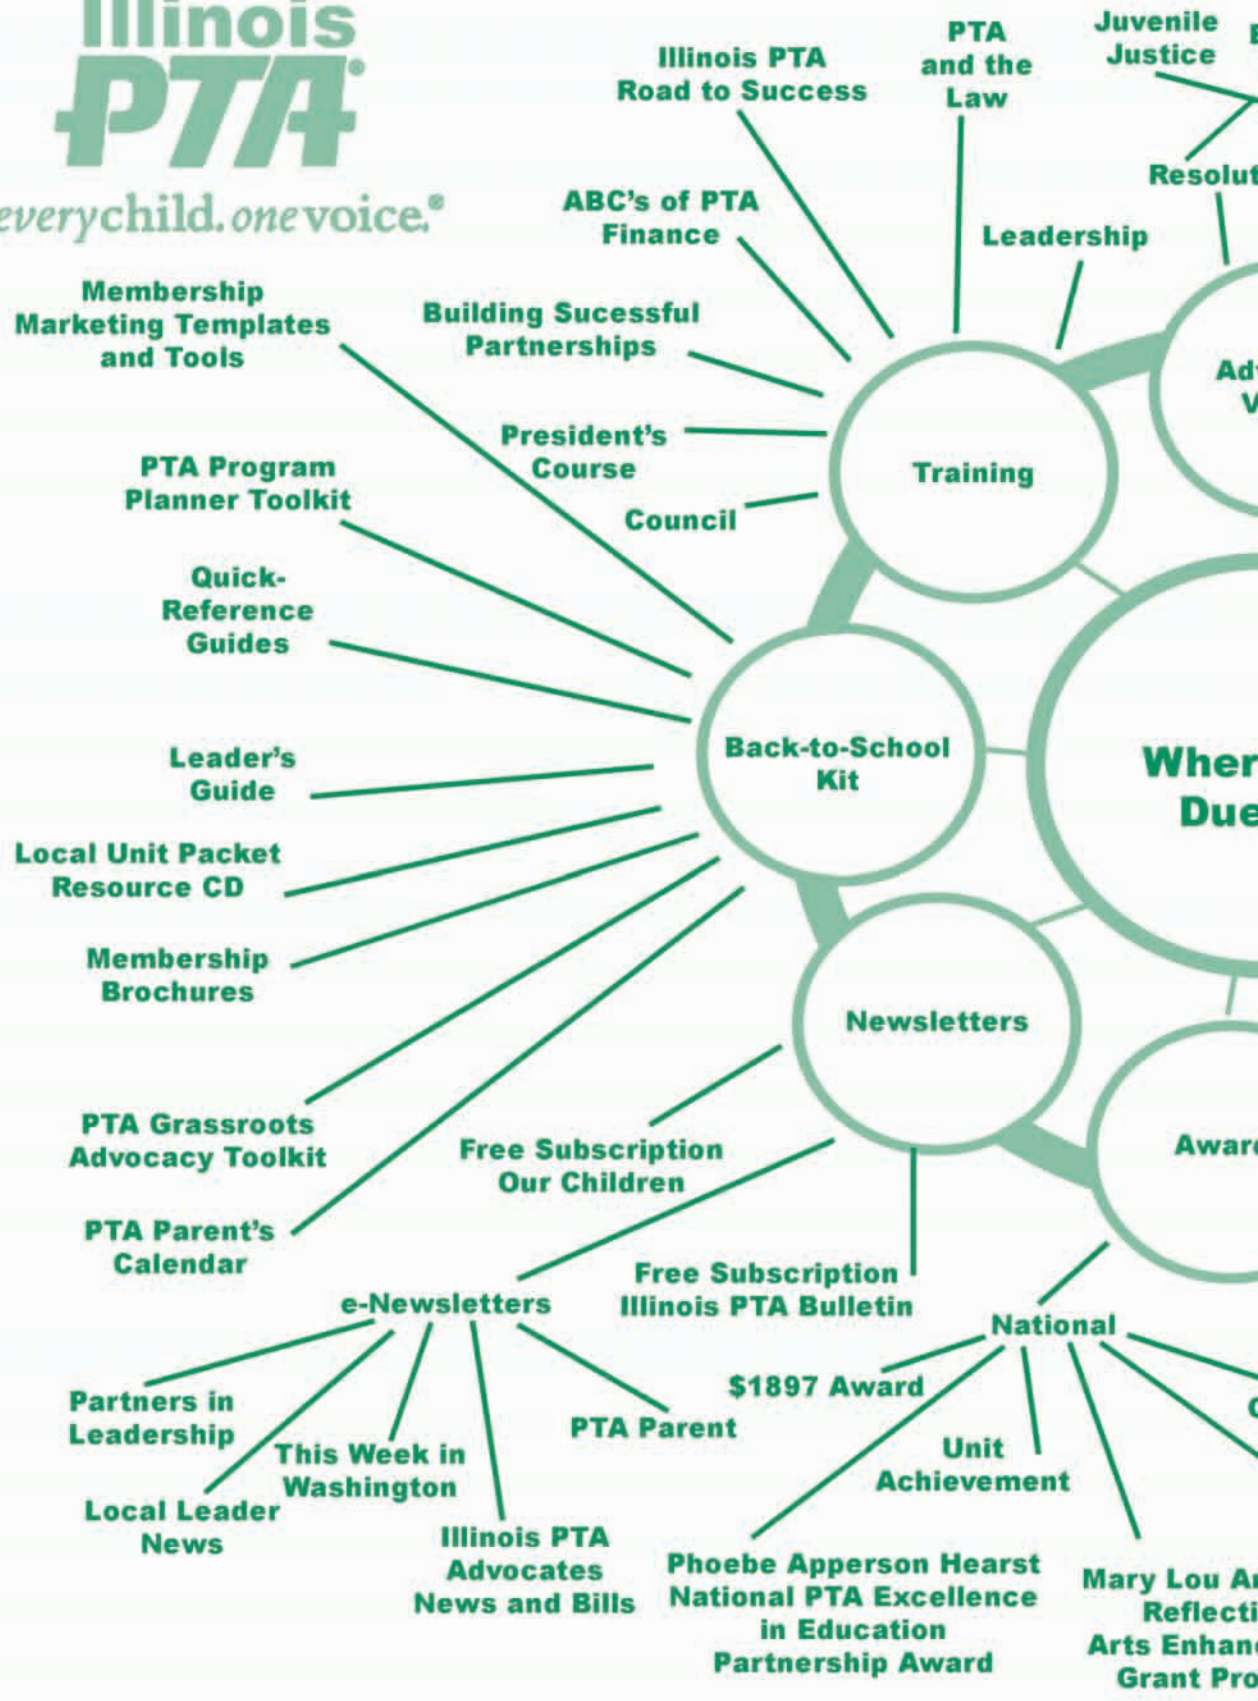 Illinois
PTA®
everychild.onevoice.®
Illinois PTA
Road to Success
PTA
and the
Law
Juvenile
Justice
ABC's of PTA
Finance
Leadership
Membership
Marketing Templates
and Tools
Building Sucessful
Partnerships
President's
Course
Council
Training
PTA Program
Planner Toolkit
Quick-
Reference
Guides
Back-to-School
Kit
Leader's
Guide
Local Unit Packet
Resource CD
Membership
Brochures
PTA Grassroots
Advocacy Toolkit
PTA Parent's
Calendar
Newsletters
Free Subscription
Our Children
Free Subscription
Illinois PTA Bulletin
e-Newsletters
Partners in
Leadership
Local Leader
News
This Week in
Washington
Illinois PTA
Advocates
News and Bills
PTA Parent
National
$1897 Award
Unit
Achievement
Phoebe Apperson Hearst
National PTA Excellence
in Education
Partnership Award
Mary Lou
Arts
Grant